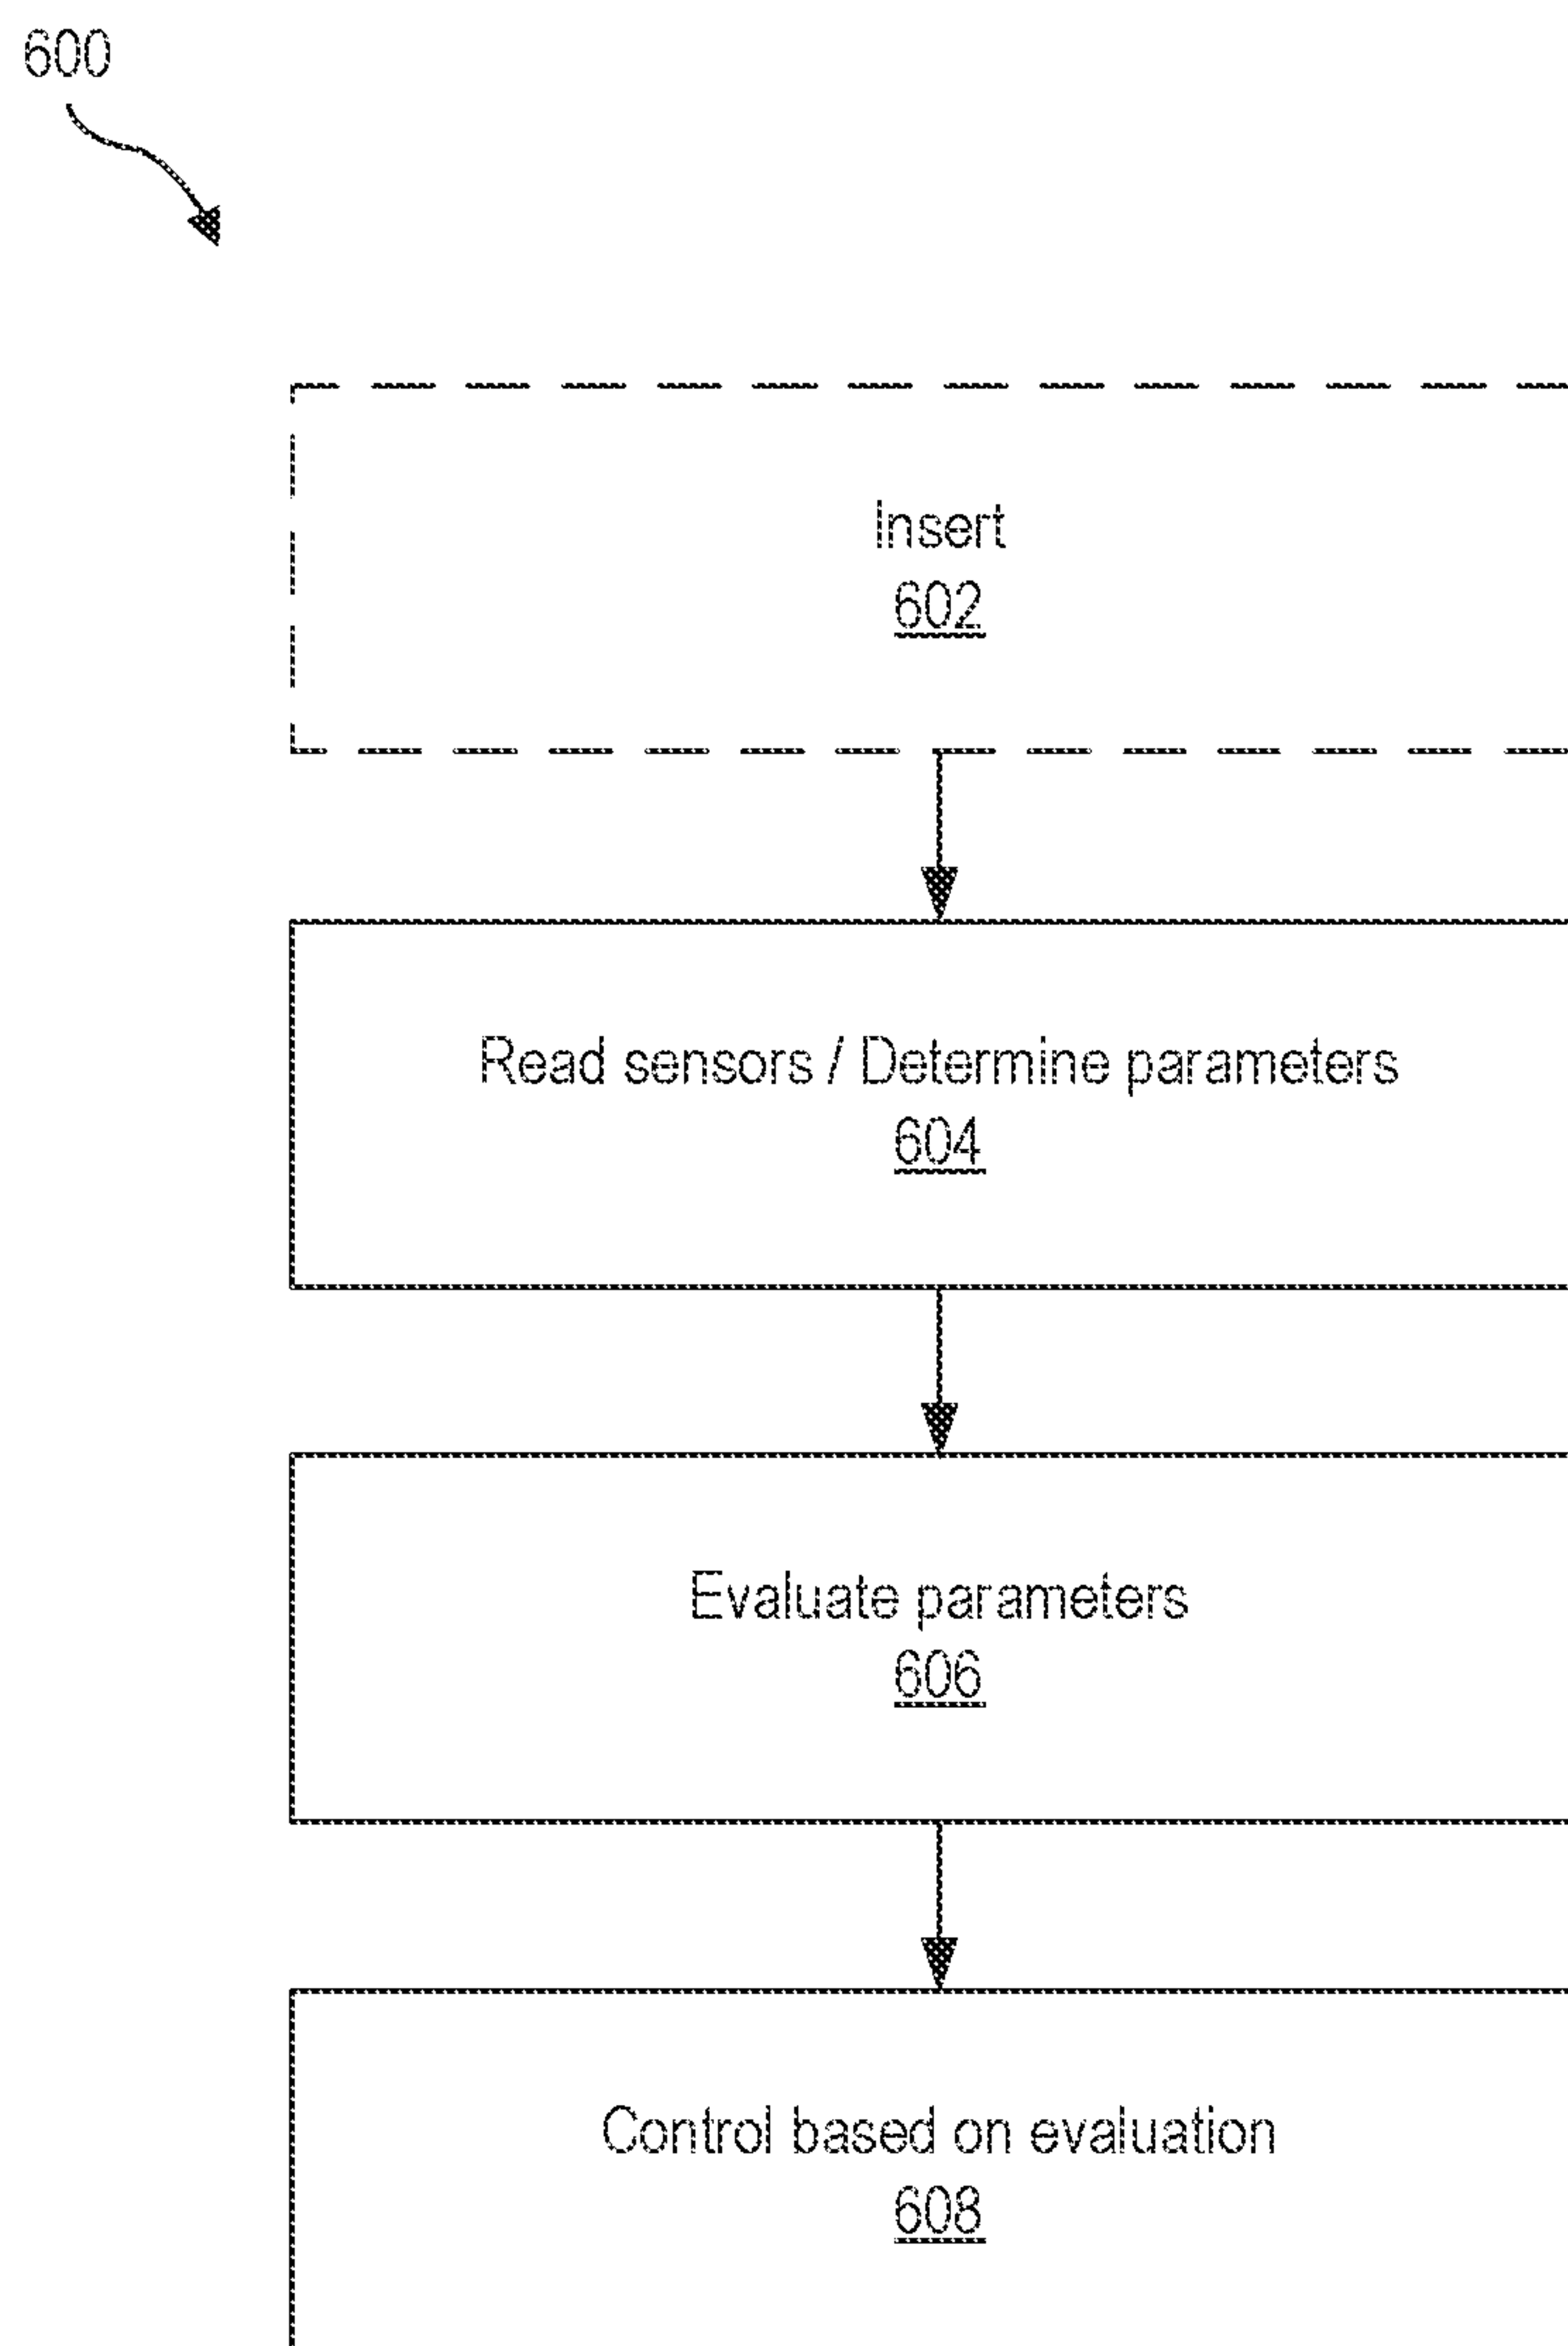 600
Insert
602
Read sensors / Determine parameters
604
Evaluate parameters
606
Control based on evaluation
608